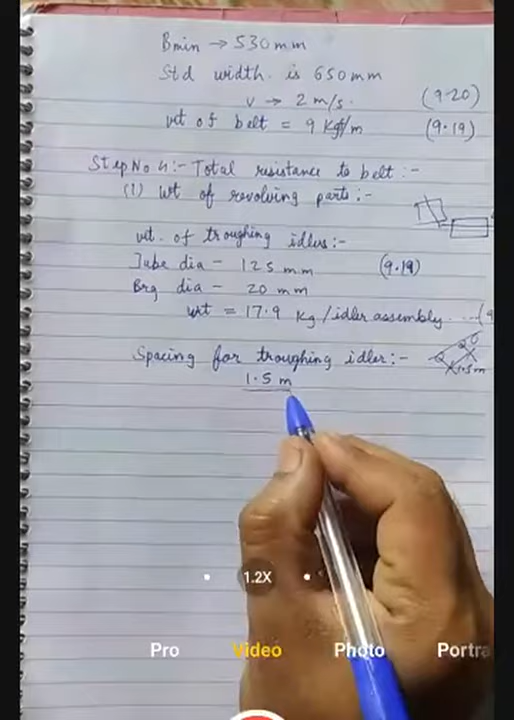 Bmin → 530 mm
Std width is 650mm
v → 2 m/s. (9.20)
wt of belt = 9 Kgf/m (9.19)
Step No 4:- Total resistance to belt :-
(1) wt of revolving parts:-
wt. of troughing idlers:-
Tube dia - 125 mm (9.19)
Brg dia - 20 mm
wt = 17.9 Kg/idler assembly ....(9
Spacing for troughing idler:-
1.5 m
1.2X
Pro Video Photo Portra